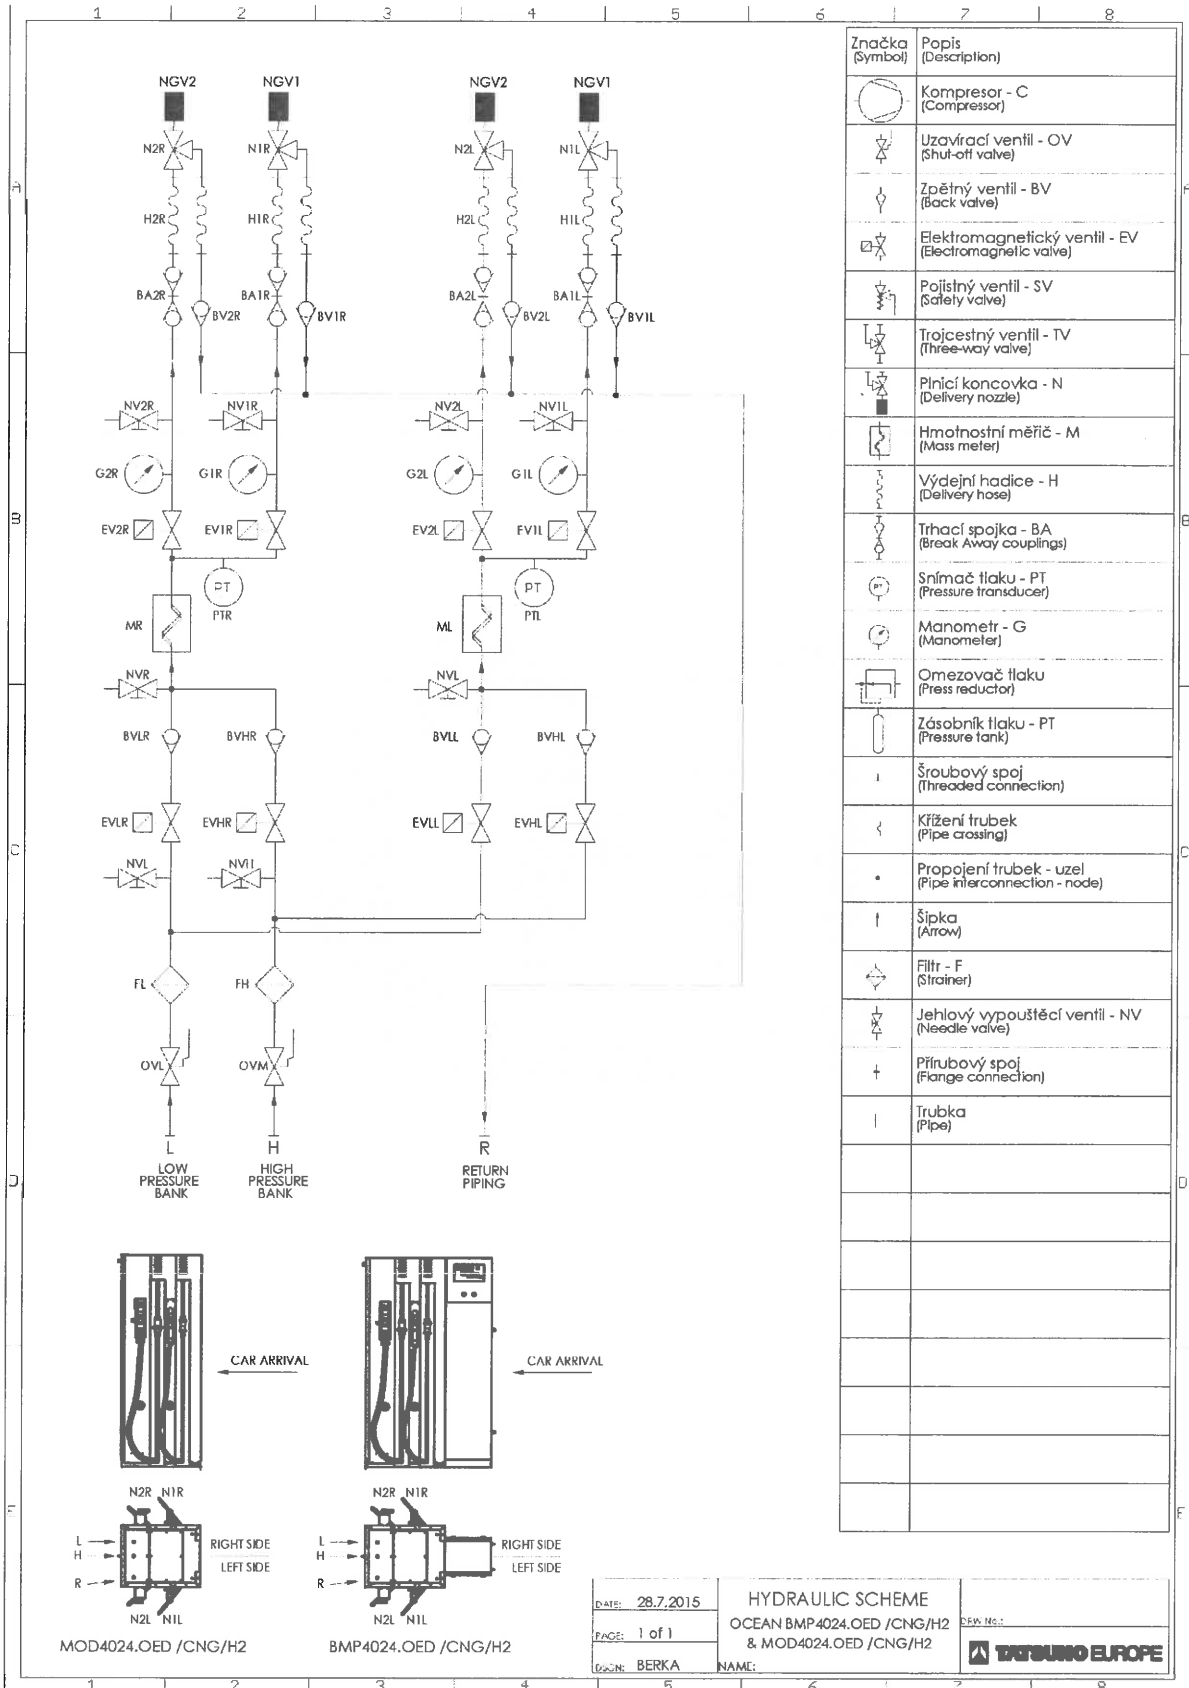 1 2 3 4 5 6 7 8
NGV2 NGV1 NGV2 NGV1
N2R N1R N2L N1L
A
H2R H1R H2L H1L
BA2R BA1R BA2L BA1L
BV2R BV1R BV2L BV1L
NV2R NV1R NV2L NV1L
G2R G1R G2L G1L
B B
EV2R EV1R EV2L EV1L
PT PT
PTR PTL
MR ML
NVR NVL
BVLR BVHR BVLL BVHL
EVLR EVHR EVLL EVHL
C
NVL NVH
FL FH
OVL OVM
L H R
LOW PRESSURE BANK
HIGH PRESSURE BANK
RETURN PIPING
D D
Značka Popis
(Symbol) (Description)
Kompresor - C
(Compressor)
Uzavírací ventil - OV
(Shut-off valve)
Zpětný ventil - BV
(Back valve)
Elektromagnetický ventil - EV
(Electromagnetic valve)
Pojistný ventil - SV
(Safety valve)
Trojcestný ventil - TV
(Three-way valve)
Plnicí koncovka - N
(Delivery nozzle)
Hmotnostní měřič - M
(Mass meter)
Výdejní hadice - H
(Delivery hose)
Trhací spojka - BA
(Break Away couplings)
PT
Snímač tlaku - PT
(Pressure transducer)
Manometr - G
(Manometer)
Omezovač tlaku
(Press reductor)
Zásobník tlaku - PT
(Pressure tank)
Šroubový spoj
(Threaded connection)
Křížení trubek
(Pipe crossing)
Propojení trubek - uzel
(Pipe interconnection - node)
Šipka
(Arrow)
Filtr - F
(Strainer)
Jehlový vypouštěcí ventil - NV
(Needle valve)
Přírubový spoj
(Flange connection)
Trubka
(Pipe)
CAR ARRIVAL CAR ARRIVAL
N2R N1R N2R N1R
E
L RIGHT SIDE L RIGHT SIDE
H H
LEFT SIDE LEFT SIDE
R R
N2L N1L N2L N1L
MOD4024.OED /CNG/H2 BMP4024.OED /CNG/H2
DATE: 28.7.2015
PAGE: 1 of 1
DSGN: BERKA
HYDRAULIC SCHEME
OCEAN BMP4024.OED /CNG/H2
& MOD4024.OED /CNG/H2
NAME:
DRW No.:
TATSUNO EUROPE
1 2 3 4 5 6 7 8